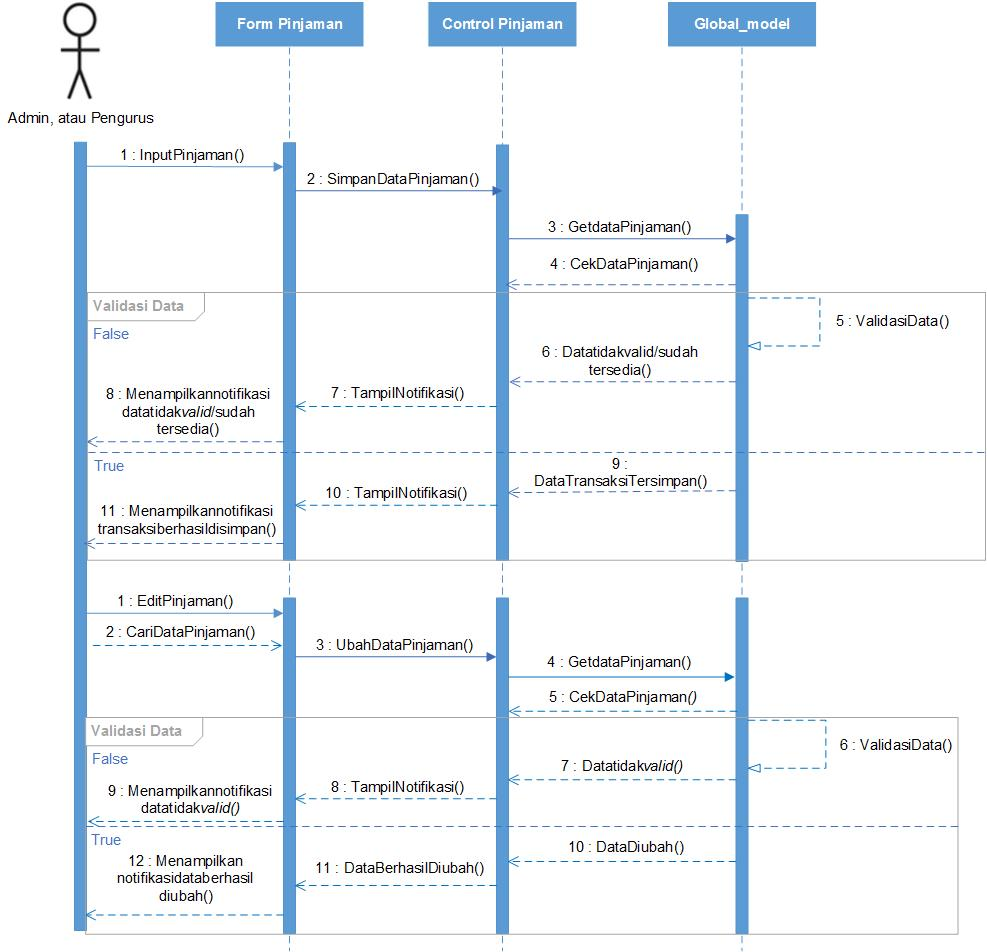 Form Pinjaman
Control Pinjaman
Global_model
Admin, atau Pengurus
1 : InputPinjaman()
2 : SimpanDataPinjaman()
3 : GetdataPinjaman()
4 : CekDataPinjaman()
Validasi Data
False
5 : ValidasiData()
6 : Datatidakvalid/sudah
tersedia()
7 : TampilNotifikasi()
8 : Menampilkannotifikasi
datatidakvalid/sudah
tersedia()
True
9 :
DataTransaksiTersimpan()
10 : TampilNotifikasi()
11 : Menampilkannotifikasi
transaksiberhasildisimpan()
1 : EditPinjaman()
2 : CariDataPinjaman()
3 : UbahDataPinjaman()
4 : GetdataPinjaman()
5 : CekDataPinjaman()
Validasi Data
False
6 : ValidasiData()
7 : Datatidakvalid()
8 : TampilNotifikasi()
9 : Menampilkannotifikasi
datatidakvalid()
True
10 : DataDiubah()
11 : DataBerhasilDiubah()
12 : Menampilkan
notifikasidataberhasil
diubah()